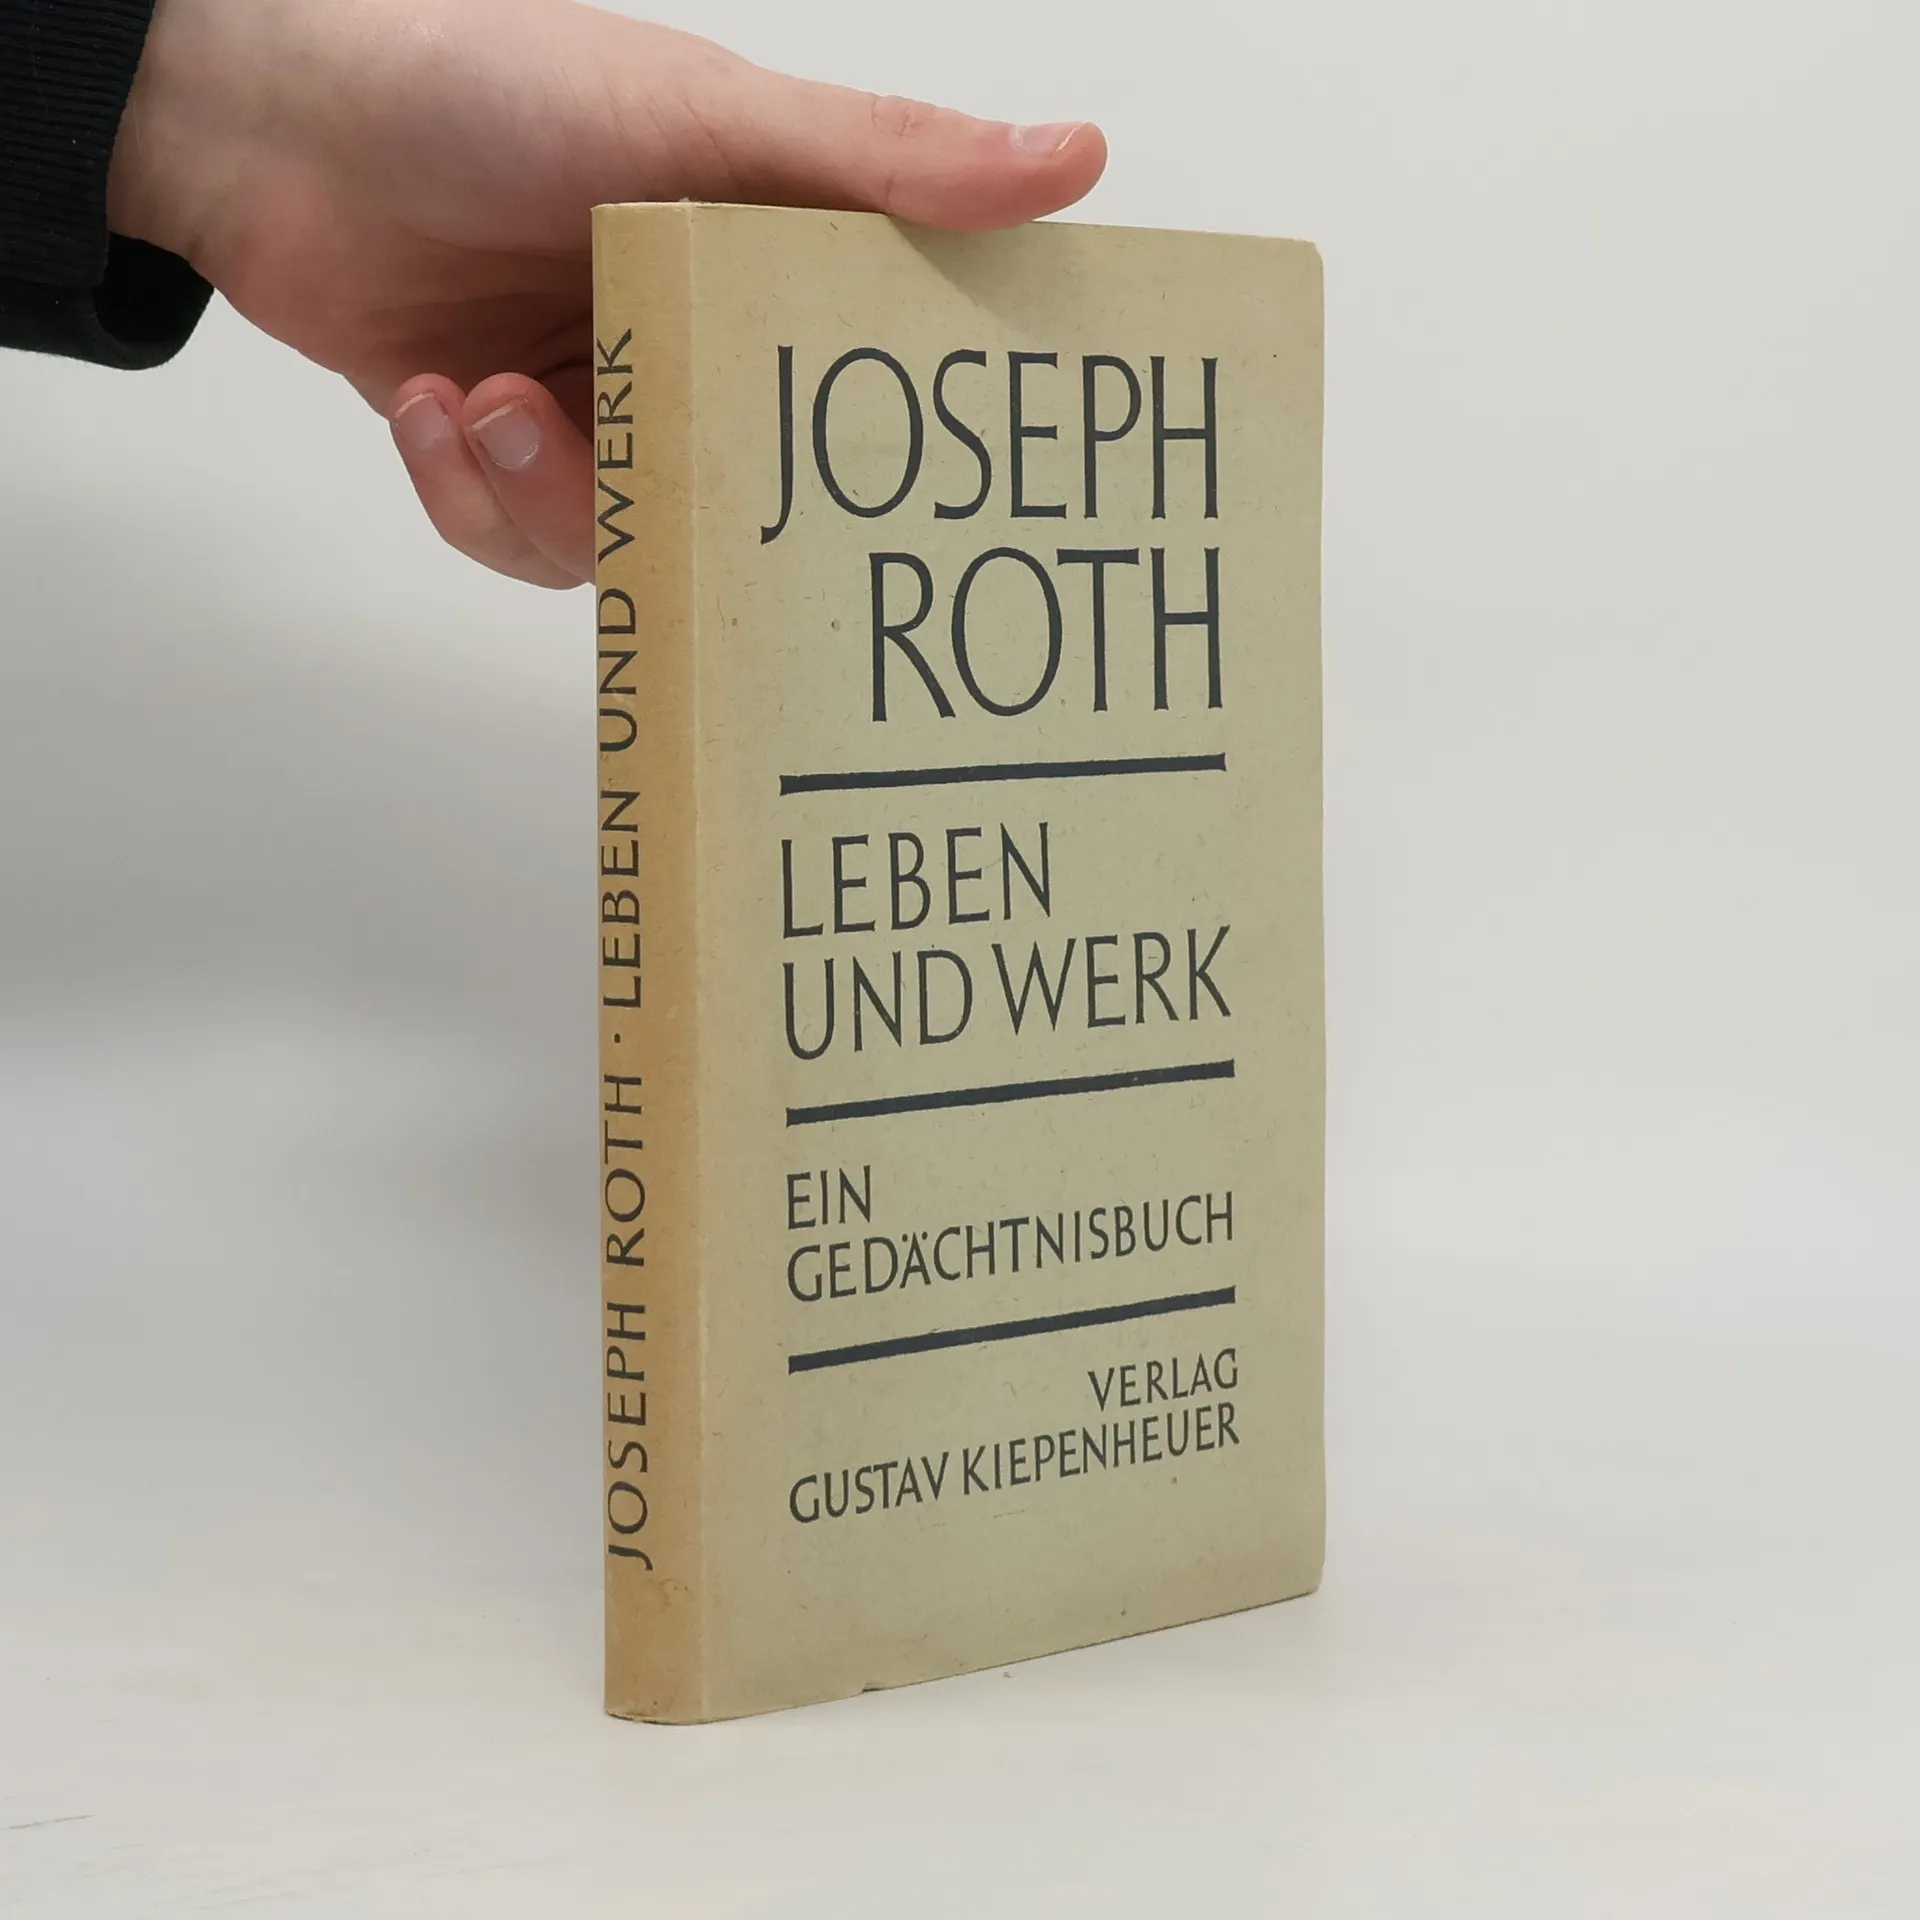 JOSEPH ROTH · LEBEN UND WERK
JOSEPH
ROTH
LEBEN
UND WERK
EIN
GEDÄCHTNISBUCH
VERLAG
GUSTAV KIEPENHEUER